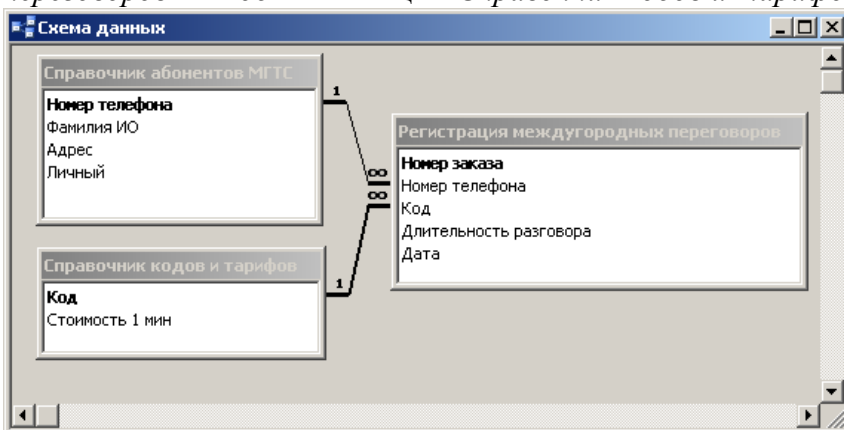 Схема данных
Справочник абонентов МГТС
Номер телефона
Фамилия ИО
Адрес
Личный
1
Регистрация междугородных переговоров
Номер заказа
Номер телефона
Код
Длительность разговора
Дата
∞
∞
Справочник кодов и тарифов
Код
Стоимость 1 мин
1